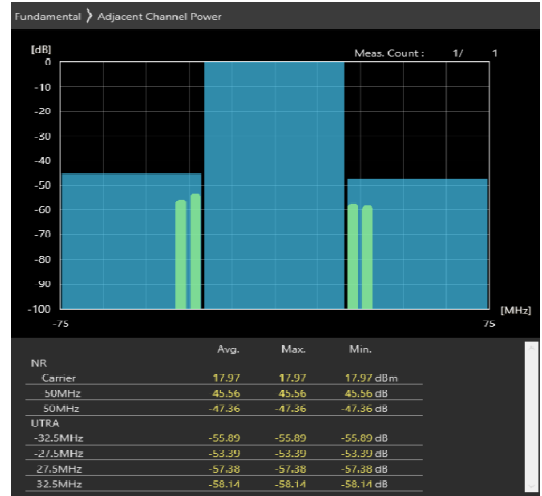 Fundamental ❯ Adjacent Channel Power
[dB]
Meas. Count : 1/ 1
0
-10
-20
-30
-40
-50
-60
-70
-80
90
-100
-75
75
[MHz]
Avg. Max. Min.
NR
Carrier 17.97 17.97 17.97 dBm
50MHz 45.56 45.56 45.56 dB
50MHz -47.36 -47.36 -47.36 dB
UTRA
-32.5MHz -55.89 -55.89 -55.89 dB
-27.5MHz -53.39 -53.39 -53.39 dB
27.5MHz -57.38 -57.38 -57.38 dB
32.5MHz -58.14 -58.14 -58.14 dB